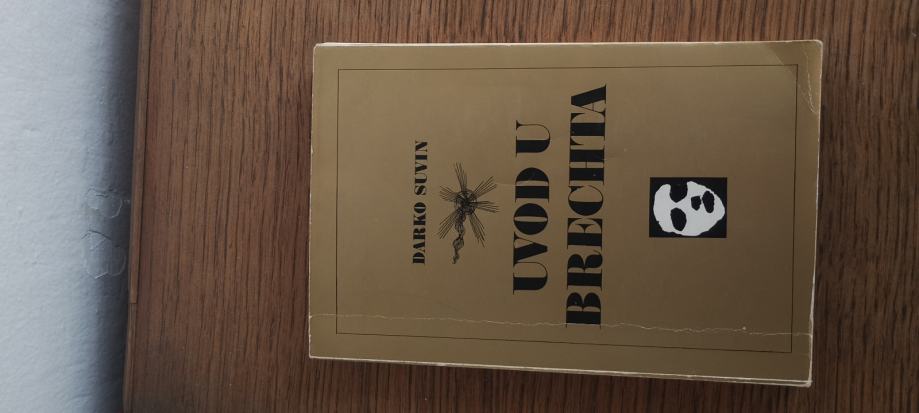 DARKO SUVIN
UVOD U
BRECHTA